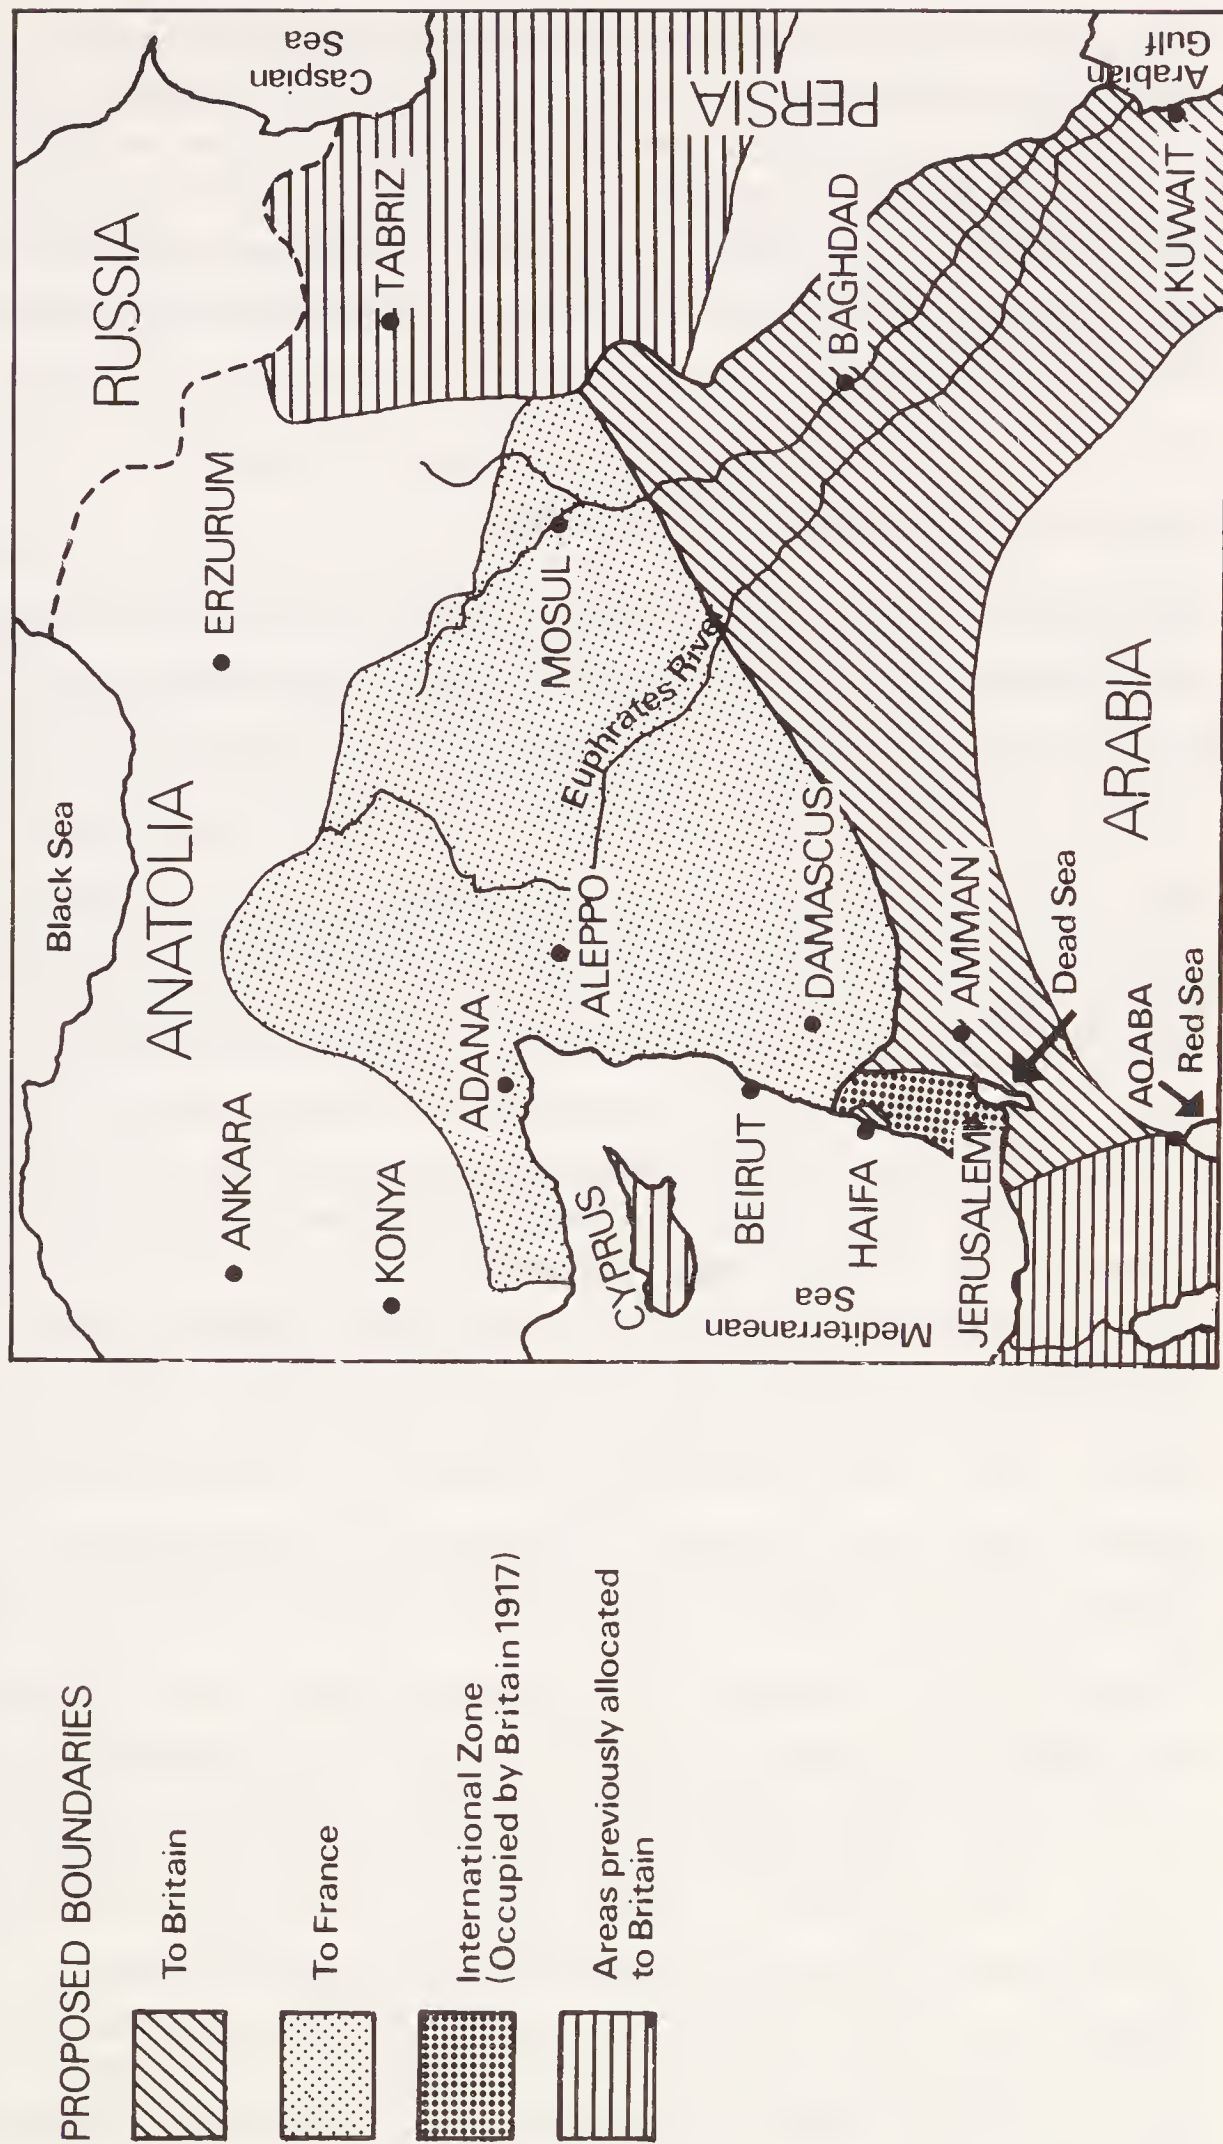 PROPOSED BOUNDARIES
To Britain
To France
International Zone
(Occupied by Britain 1917)
Areas previously allocated
to Britain
Black Sea
RUSSIA
Caspian
Sea
ANATOLIA
ANKARA
ERZURUM
KONYA
TABRIZ
ADANA
MOSUL
ALEPPO
Euphrates River
CYPRUS
PERSIA
BEIRUT
DAMASCUS
BAGHDAD
Mediterranean
Sea
HAIFA
AMMAN
JERUSALEM
Dead Sea
ARABIA
AQABA
Red Sea
KUWAIT
Arabian
Gulf